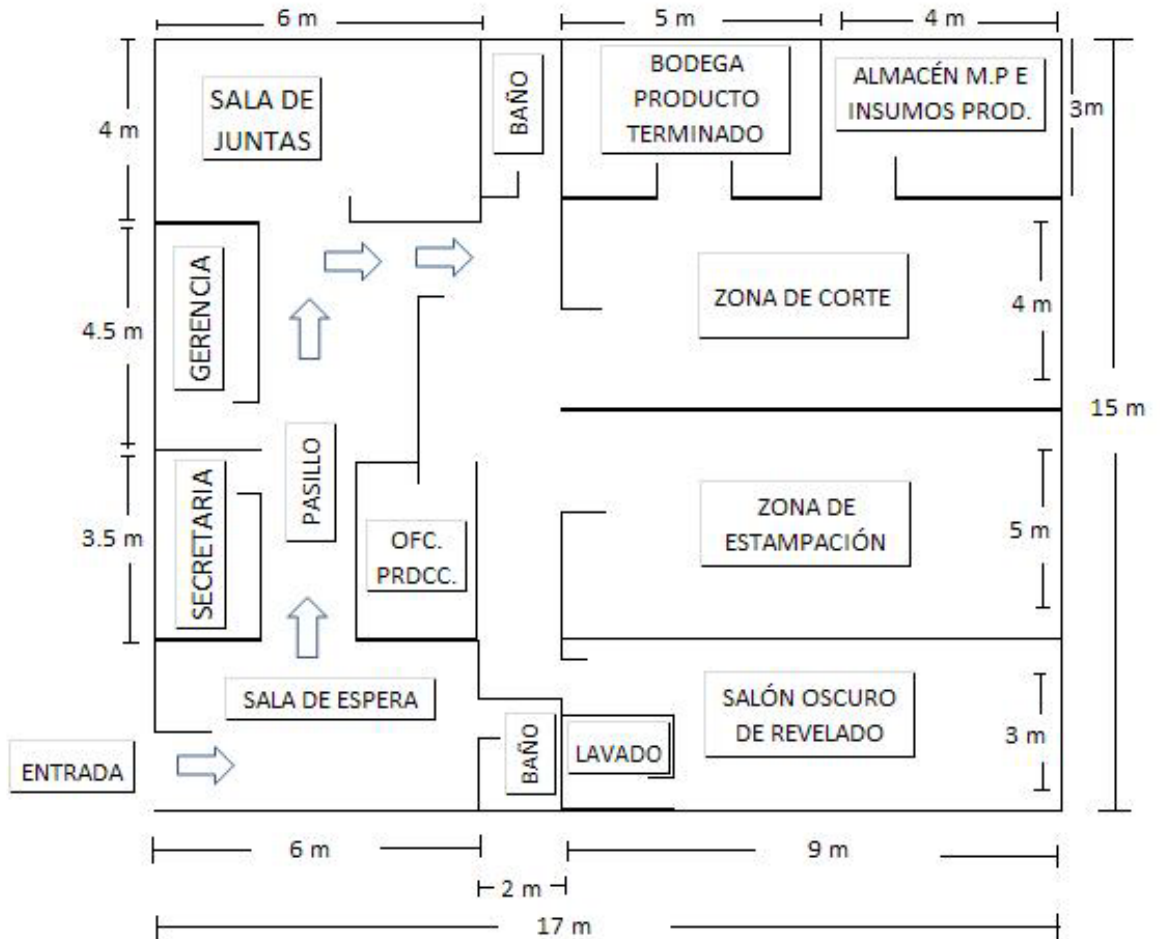 6 m
5 m
4 m
4 m
SALA DE
JUNTAS
BAÑO
BODEGA
PRODUCTO
TERMINADO
ALMACÉN M.P E
INSUMOS PROD.
3m
4.5 m
GERENCIA
ZONA DE CORTE
4 m
15 m
3.5 m
SECRETARIA
PASILLO
OFC.
PRDCC.
ZONA DE
ESTAMPACIÓN
5 m
SALA DE ESPERA
SALÓN OSCURO
DE REVELADO
3 m
ENTRADA
BAÑO
LAVADO
6 m
9 m
2 m
17 m